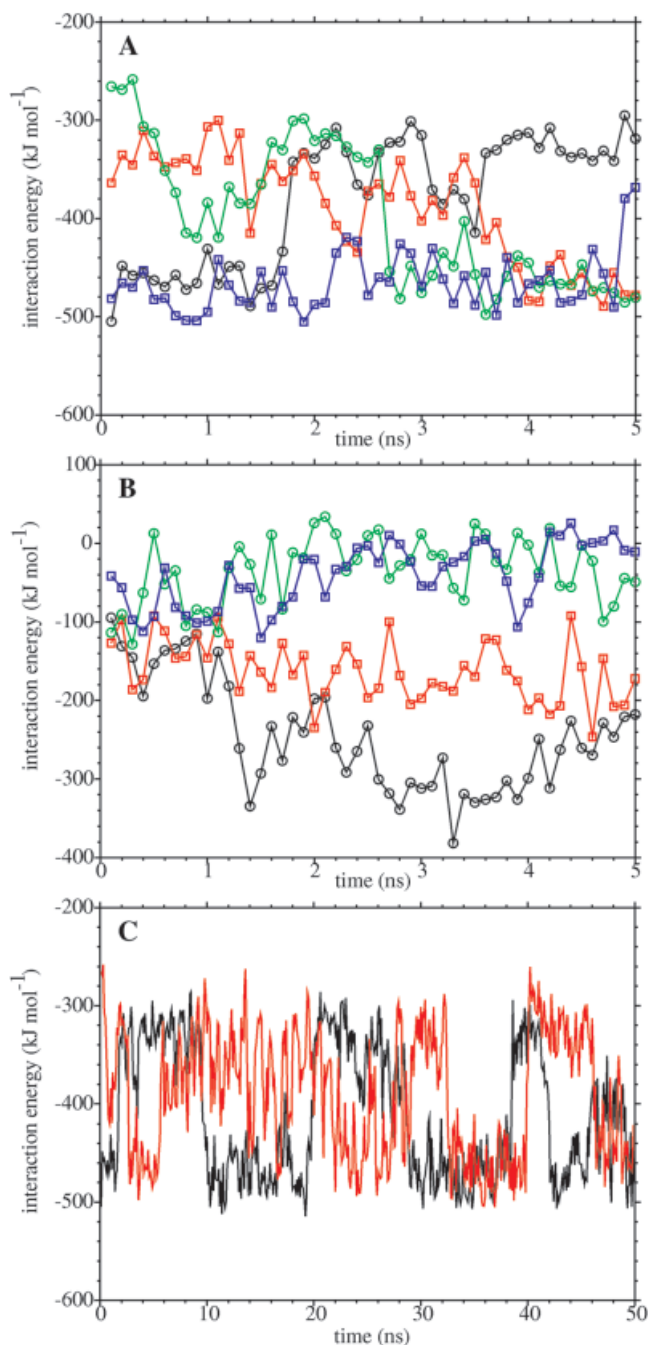 -200
A
-300
-400
-500
-600
interaction energy (kJ mol⁻¹)
0 1 2 3 4 5
time (ns)
100
B
0
-100
-200
-300
-400
interaction energy (kJ mol⁻¹)
0 1 2 3 4 5
time (ns)
-200
C
-300
-400
-500
-600
interaction energy (kJ mol⁻¹)
0 10 20 30 40 50
time (ns)